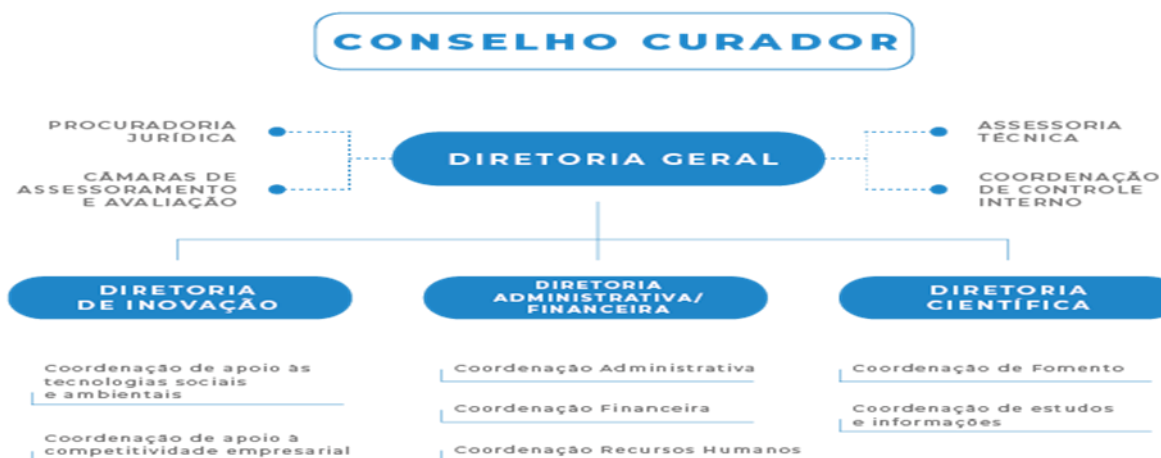 CONSELHO CURADOR
PROCURADORIA
JURÍDICA
CÂMARAS DE
ASSESSORAMENTO
E AVALIAÇÃO
DIRETORIA GERAL
ASSESSORIA
TÉCNICA
COORDENAÇÃO
DE CONTROLE
INTERNO
DIRETORIA
DE INOVAÇÃO
Coordenação de apoio às
tecnologias sociais
e ambientais
Coordenação de apoio à
competitividade empresarial
DIRETORIA
ADMINISTRATIVA/
FINANCEIRA
Coordenação Administrativa
Coordenação Financeira
Coordenação Recursos Humanos
DIRETORIA
CIENTÍFICA
Coordenação de Fomento
Coordenação de estudos
e informações